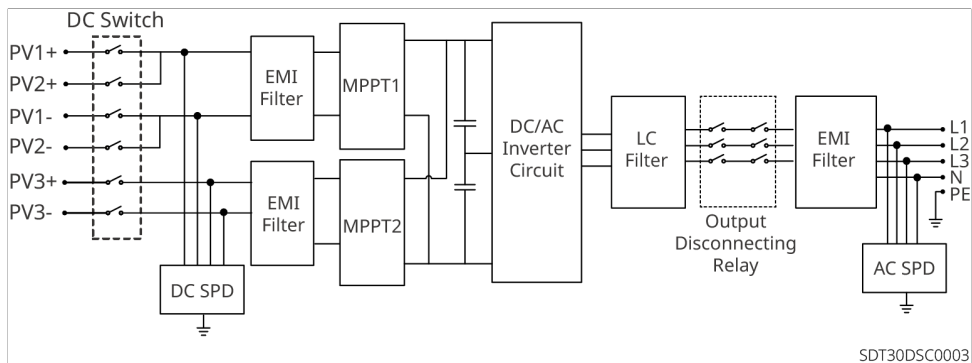 DC Switch
PV1+
PV2+
PV1-
PV2-
PV3+
PV3-
EMI
Filter
MPPT1
EMI
Filter
MPPT2
DC SPD
DC/AC
Inverter
Circuit
LC
Filter
Output
Disconnecting
Relay
EMI
Filter
L1
L2
L3
N
PE
AC SPD
SDT30DSC0003